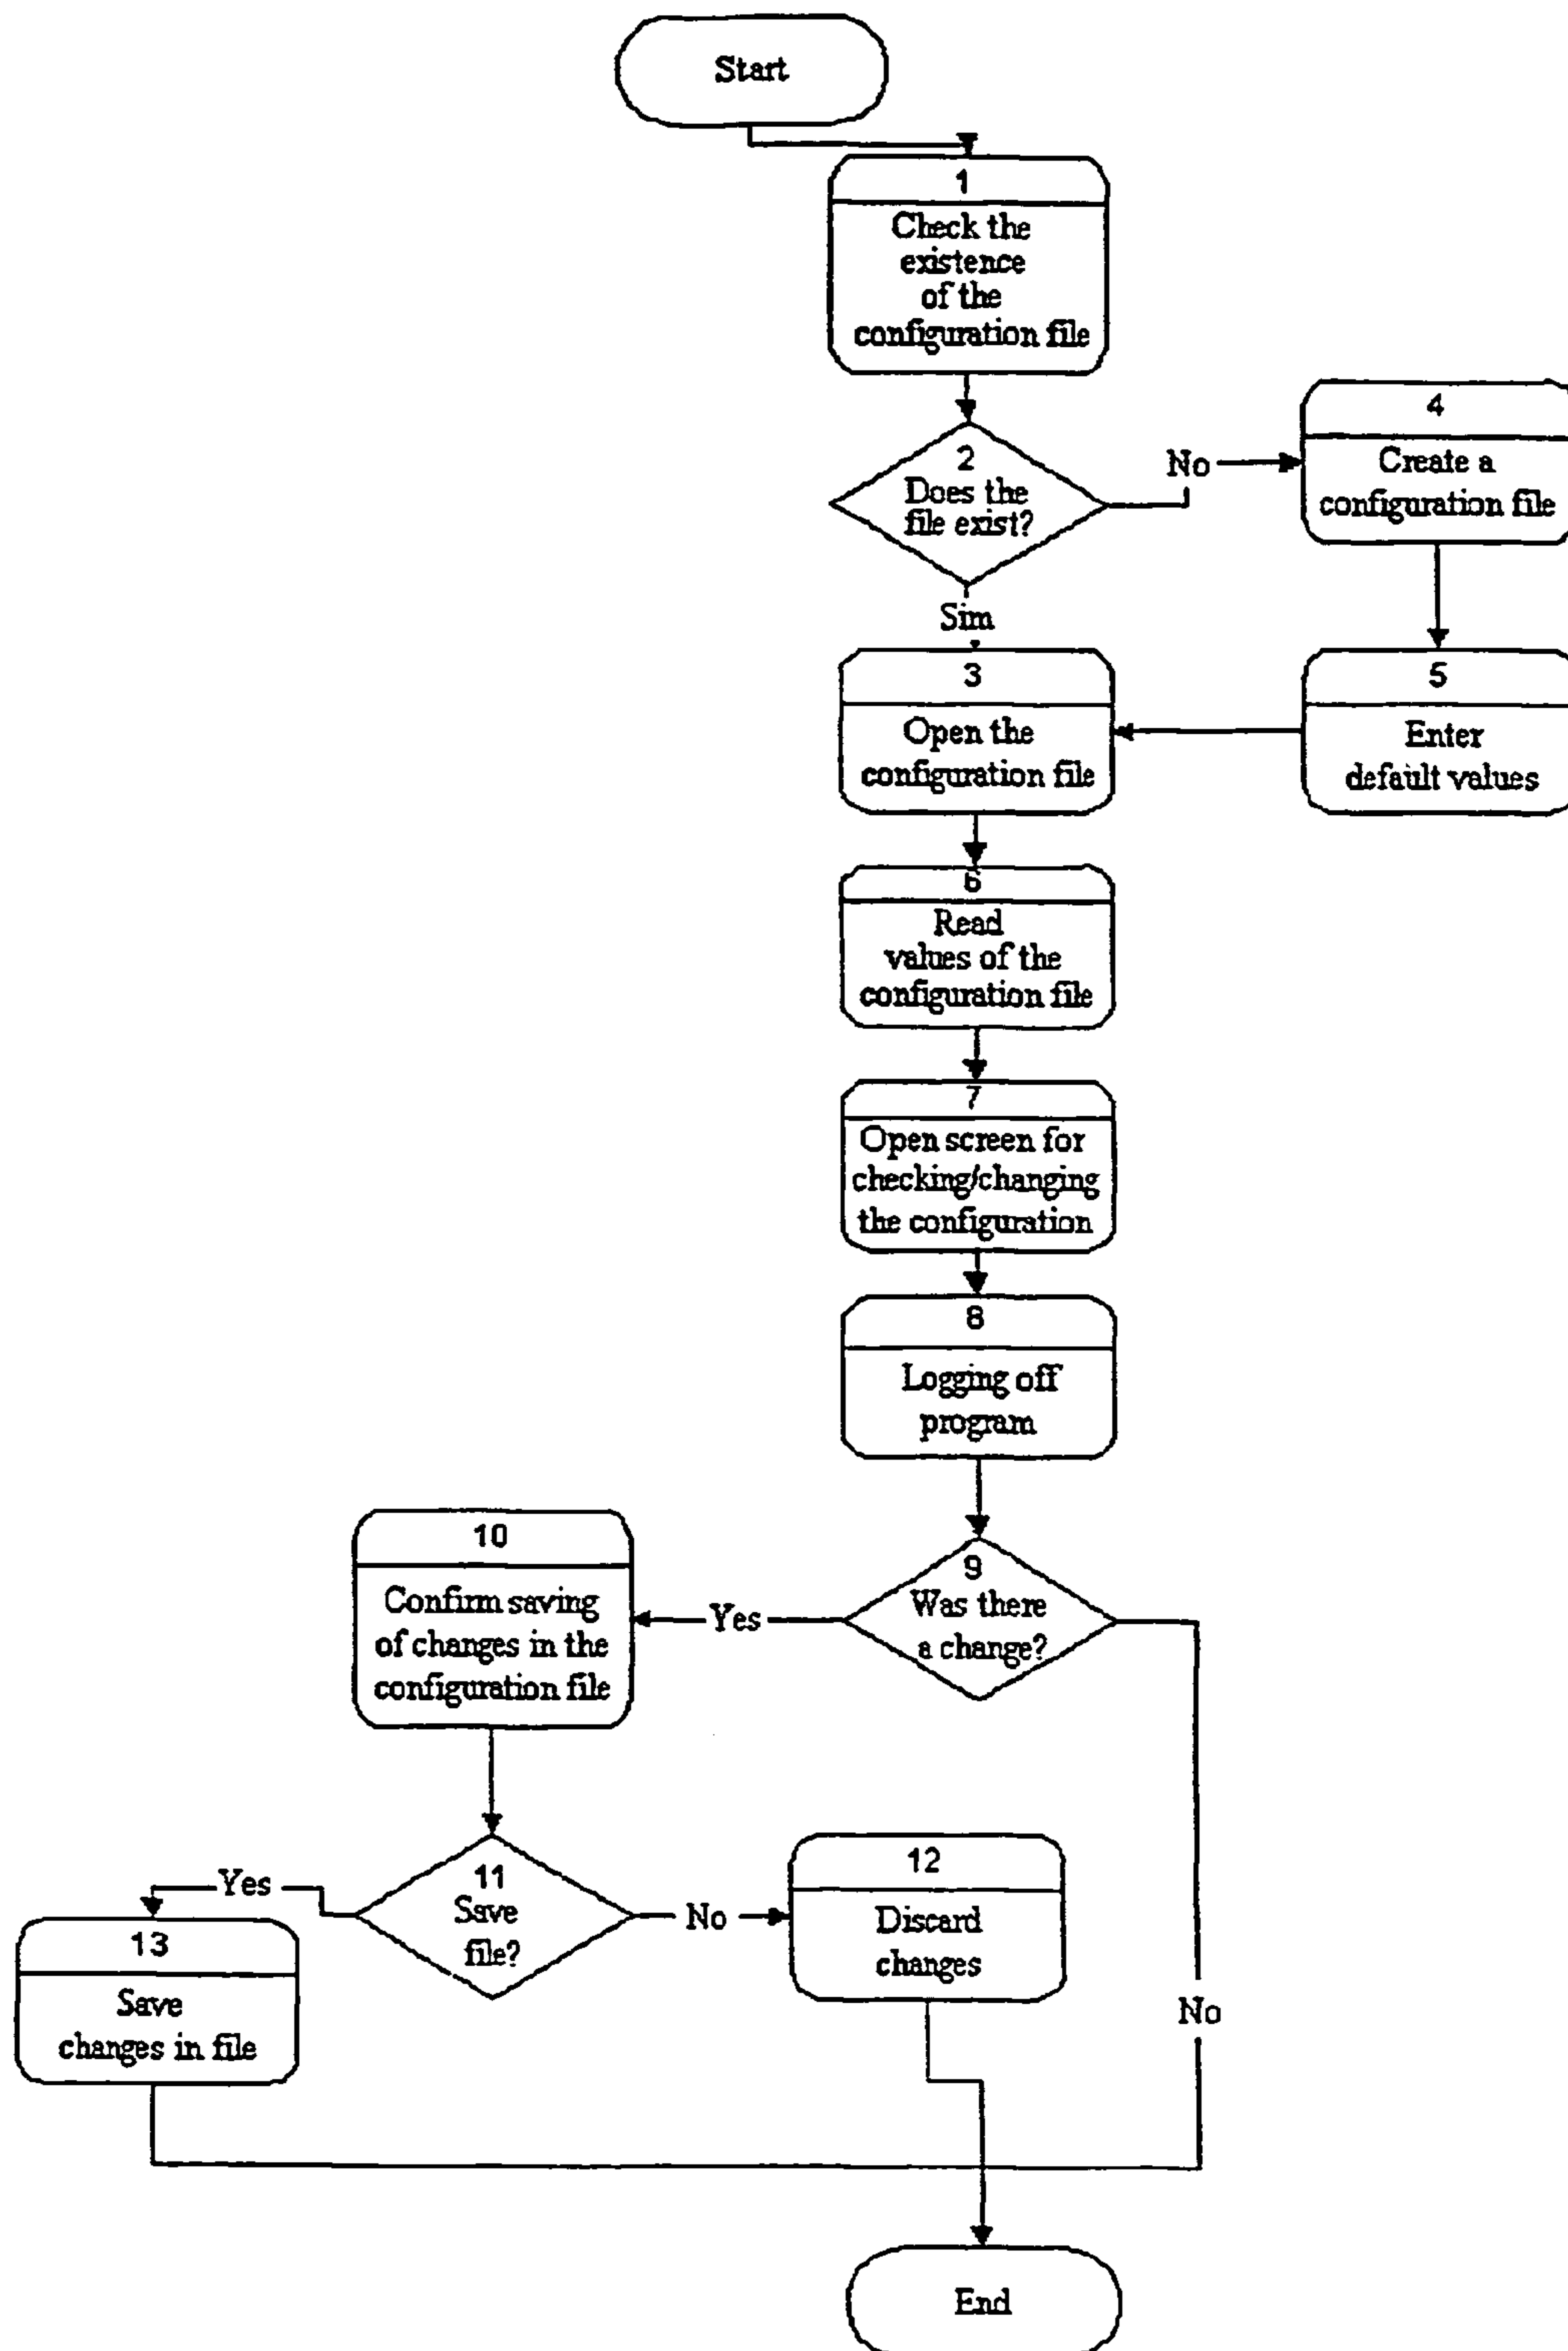 Start
1
Check the
existence
of the
configuration file
2
Does the
file exist?
No
4
Create a
configuration file
Sim
3
Open the
configuration file
5
Enter
default values
6
Read
values of the
configuration file
7
Open screen for
checking/changing
the configuration
8
Logging off
program
9
Was there
a change?
Yes
10
Confirm saving
of changes in the
configuration file
11
Save
file?
Yes
No
12
Discard
changes
13
Save
changes in file
No
End